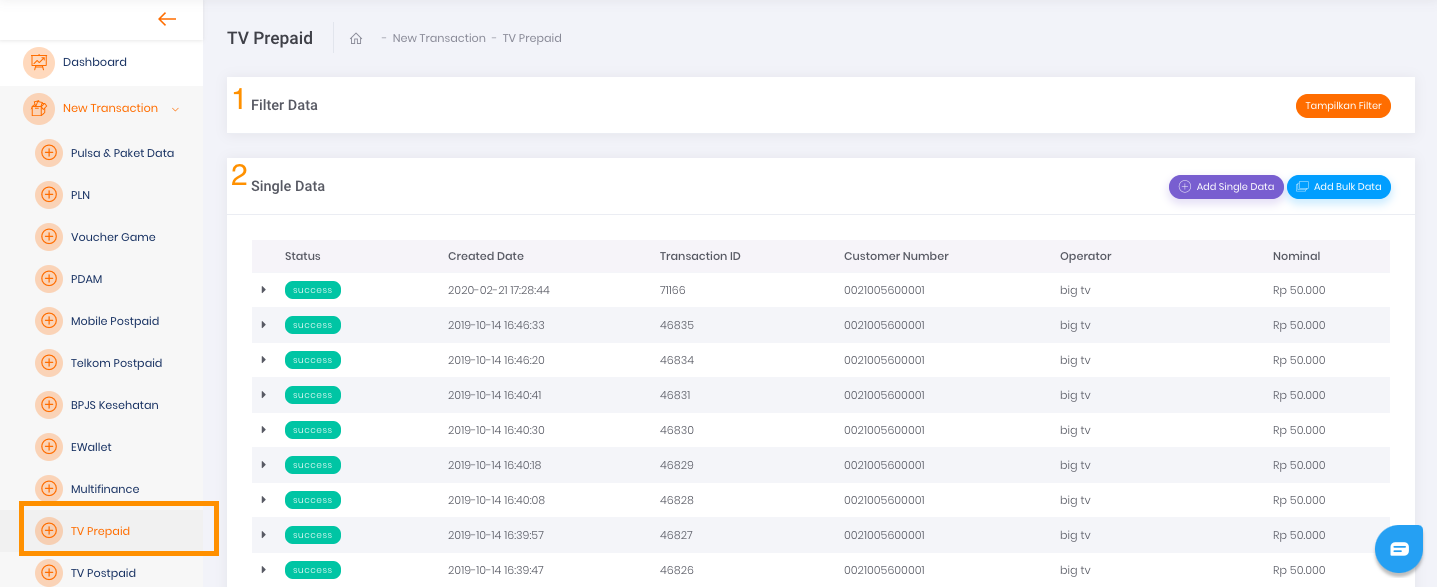 TV Prepaid - New Transaction - TV Prepaid
Dashboard
New Transaction
Pulsa & Paket Data
PLN
Voucher Game
PDAM
Mobile Postpaid
Telkom Postpaid
BPJS Kesehatan
EWallet
Multifinance
TV Prepaid
TV Postpaid
1 Filter Data Tampilkan Filter
2 Single Data Add Single Data Add Bulk Data
Status Created Date Transaction ID Customer Number Operator Nominal
success 2020-02-21 17:28:44 71166 0021005600001 big tv Rp 50.000
success 2019-10-14 16:46:33 46835 0021005600001 big tv Rp 50.000
success 2019-10-14 16:46:20 46834 0021005600001 big tv Rp 50.000
success 2019-10-14 16:40:41 46831 0021005600001 big tv Rp 50.000
success 2019-10-14 16:40:30 46830 0021005600001 big tv Rp 50.000
success 2019-10-14 16:40:18 46829 0021005600001 big tv Rp 50.000
success 2019-10-14 16:40:08 46828 0021005600001 big tv Rp 50.000
success 2019-10-14 16:39:57 46827 0021005600001 big tv Rp 50.000
success 2019-10-14 16:39:47 46826 0021005600001 big tv Rp 50.000